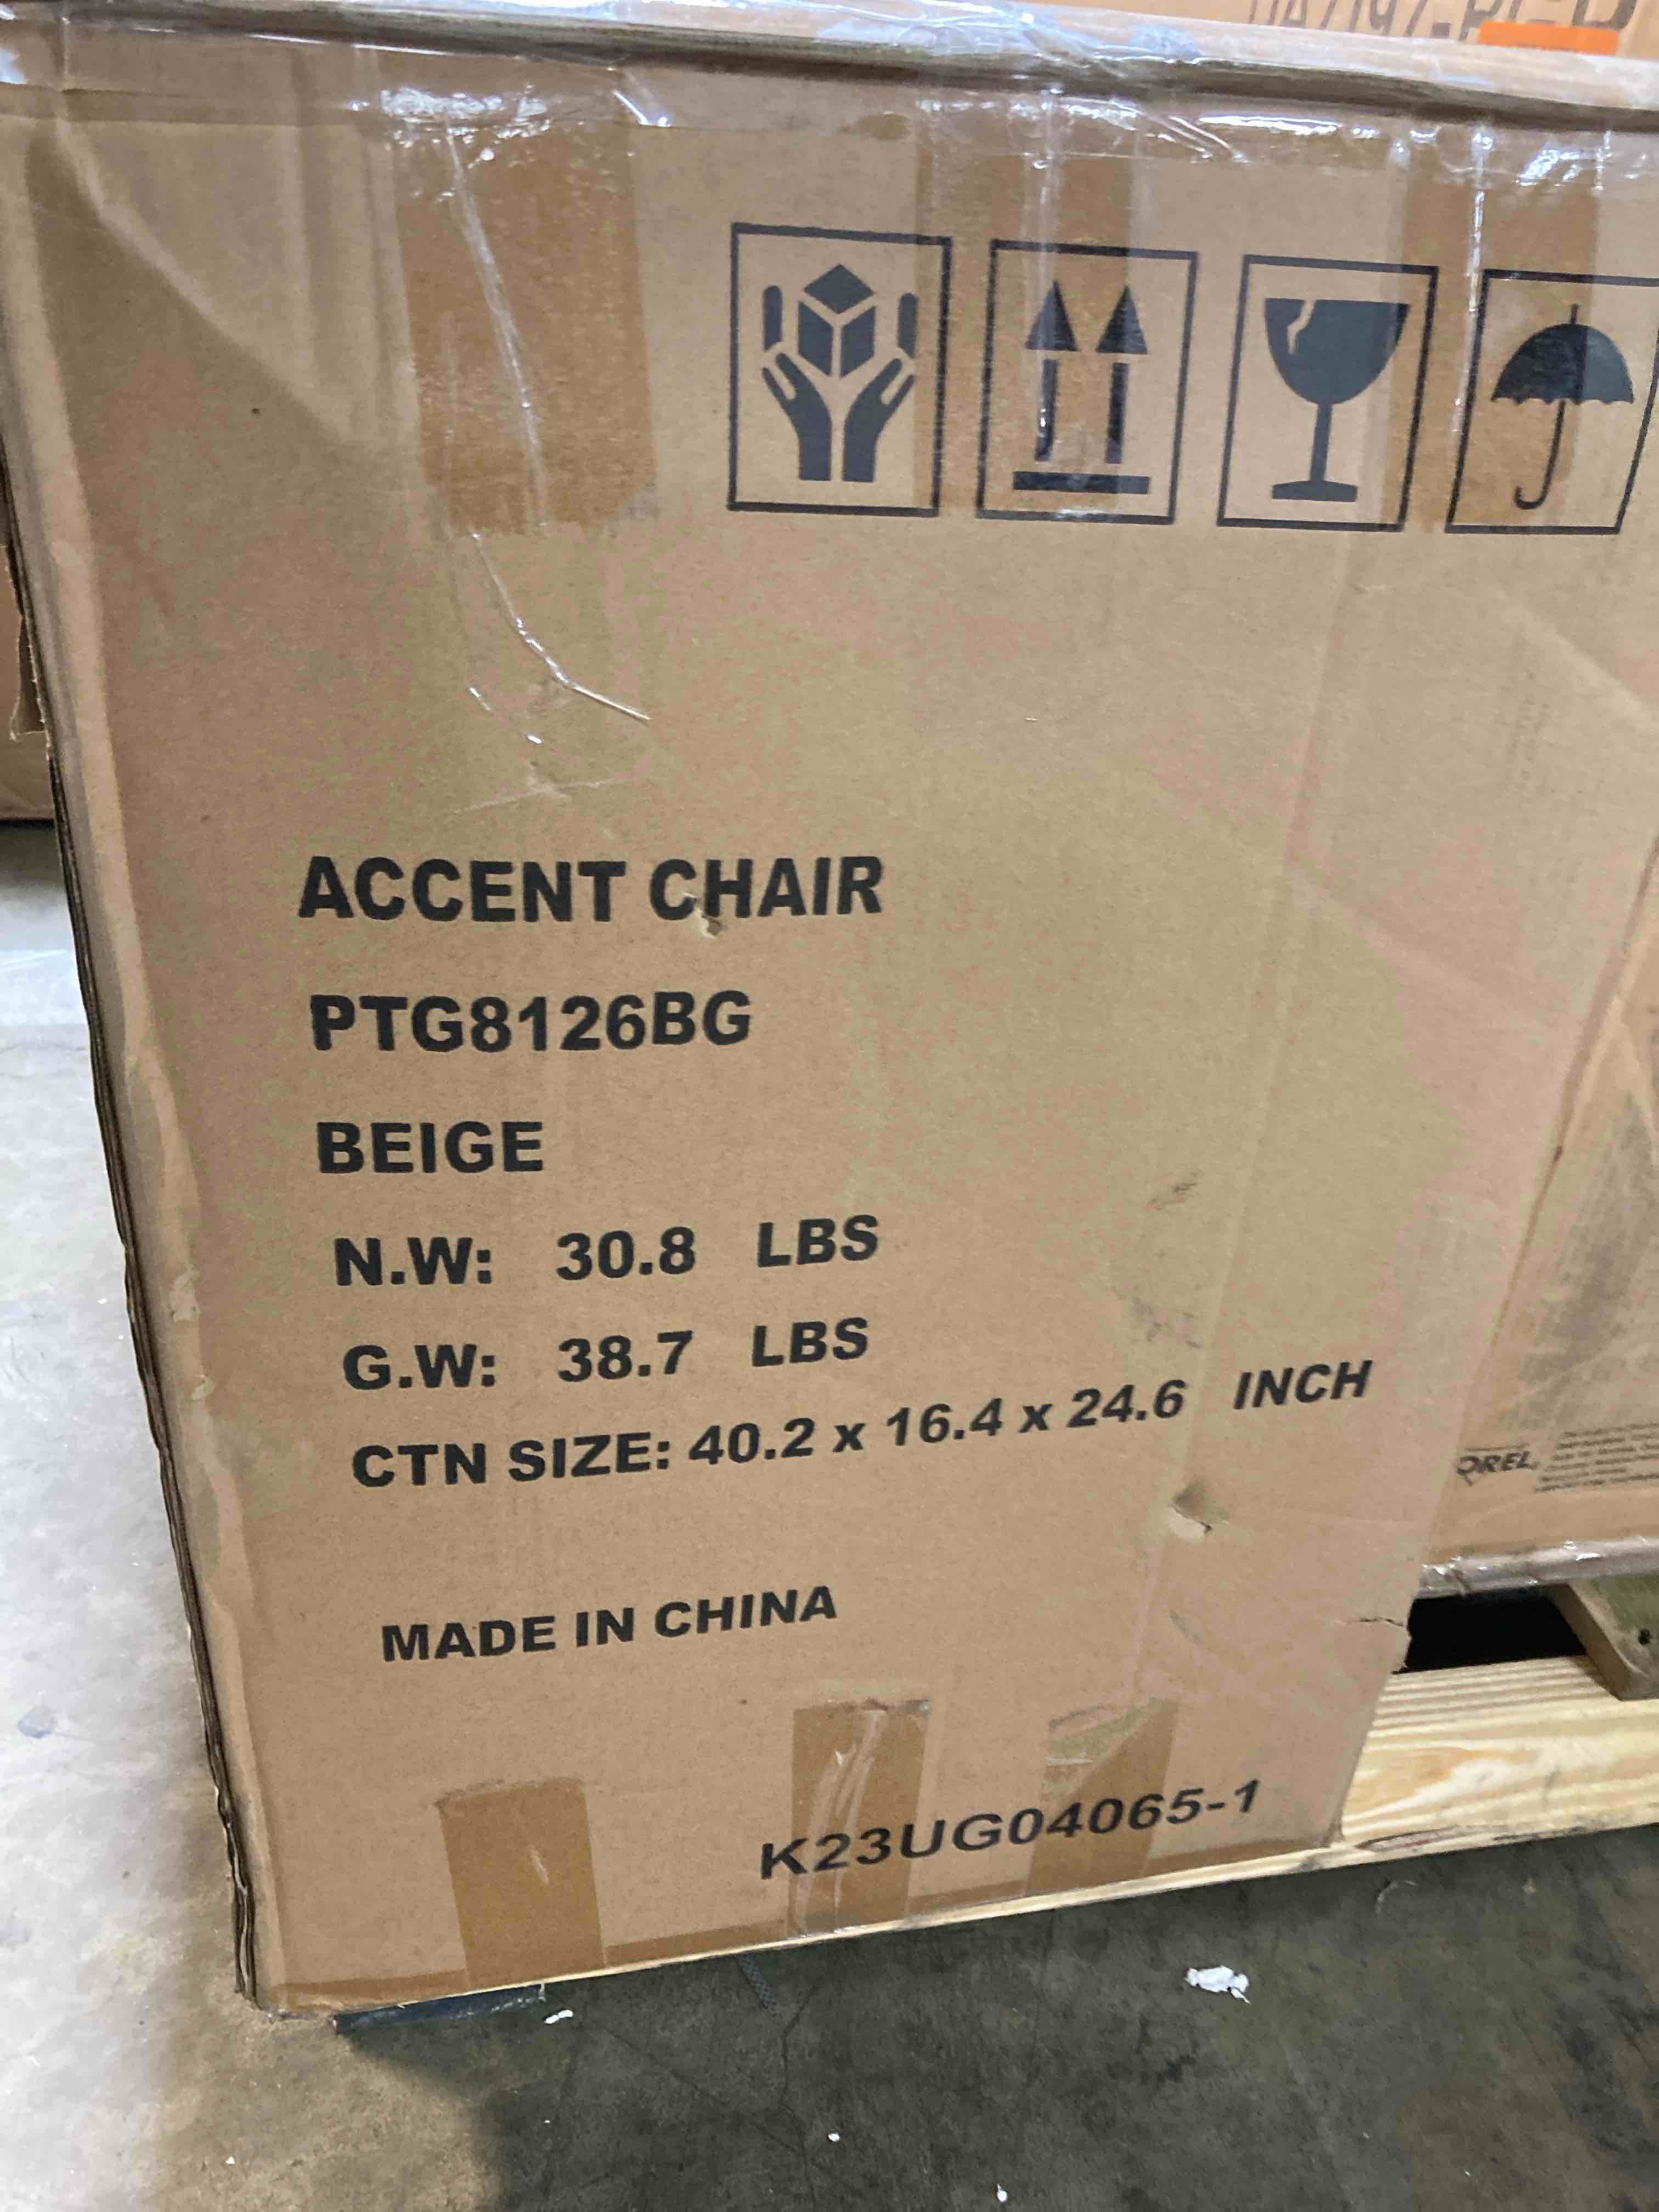 ACCENT CHAIR
PTG8126BG
BEIGE
N.W: 30.8 LBS
G.W: 38.7 LBS
CTN SIZE: 40.2 x 16.4 x 24.6 INCH
MADE IN CHINA
K23UG04065-1